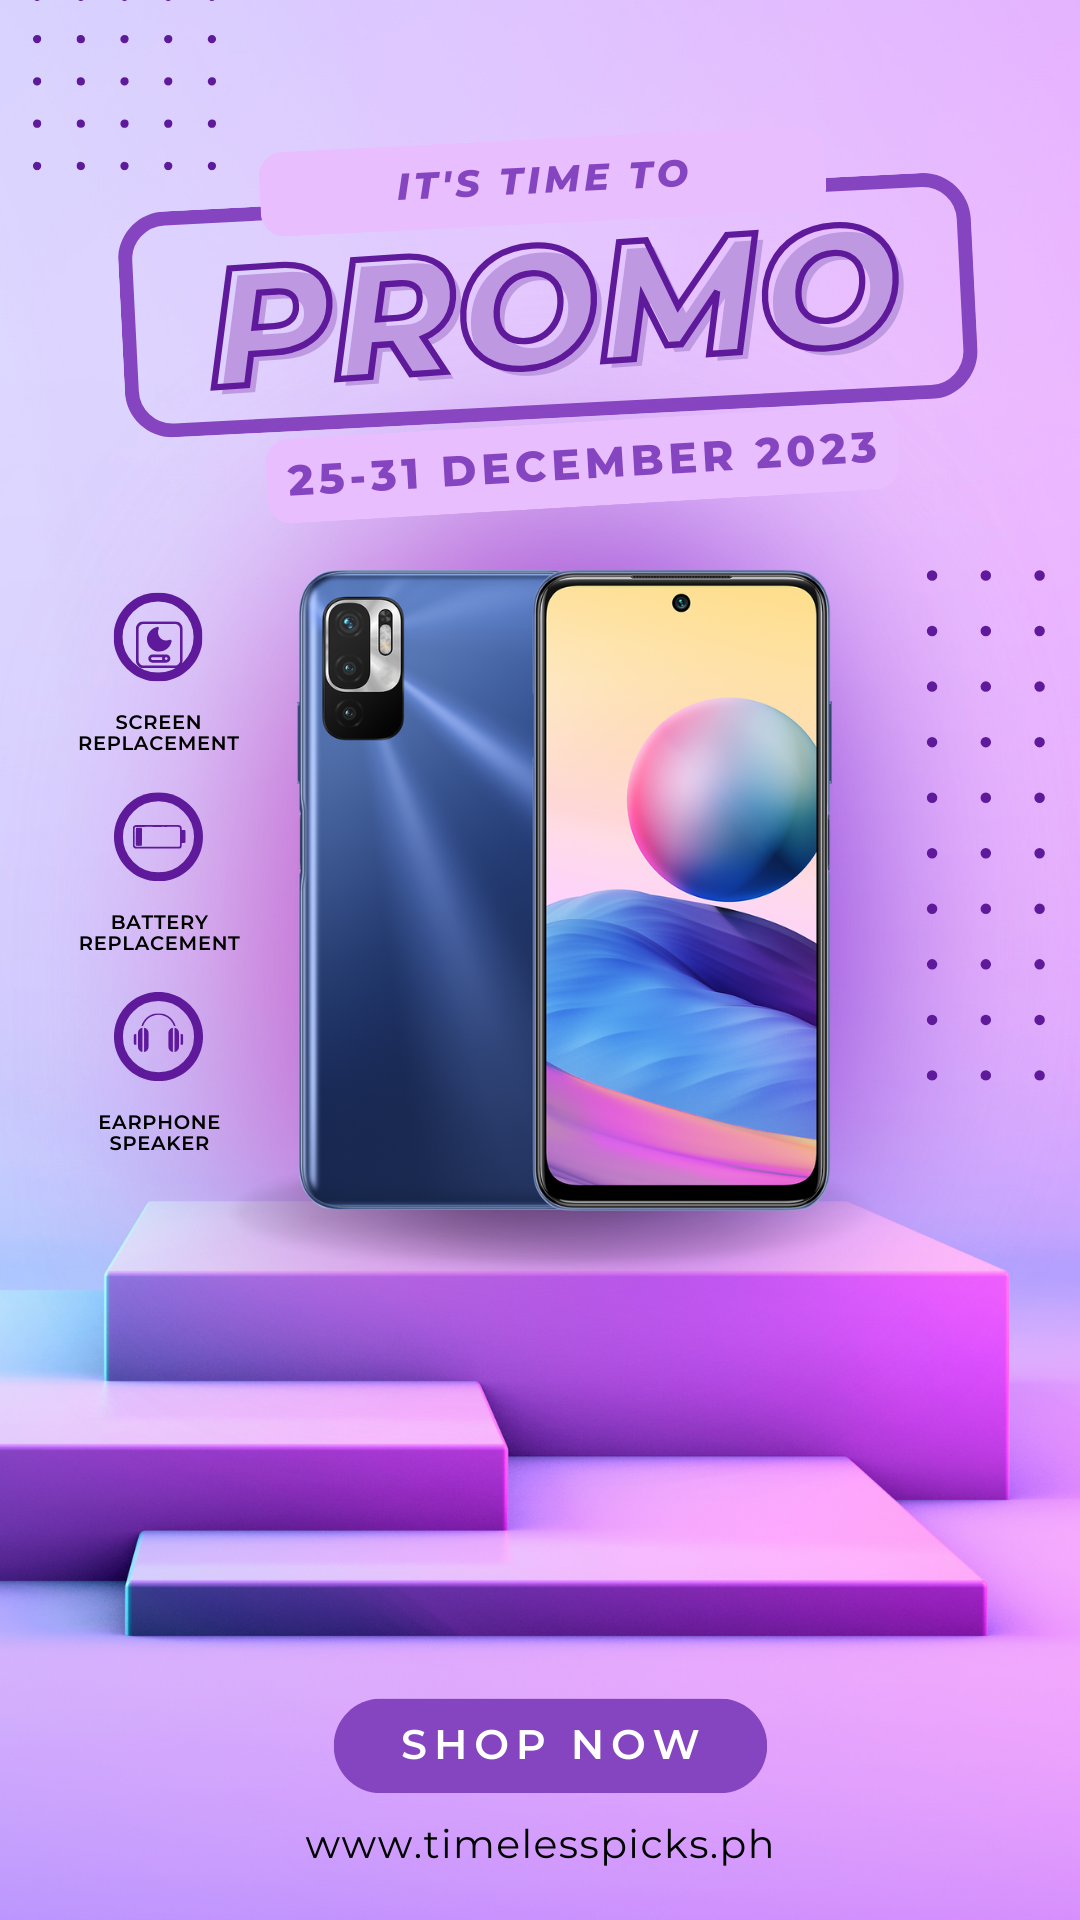 IT'S TIME TO
PROMO
25-31 DECEMBER 2023
SCREEN
REPLACEMENT
BATTERY
REPLACEMENT
EARPHONE
SPEAKER
SHOP NOW
www.timelesspicks.ph